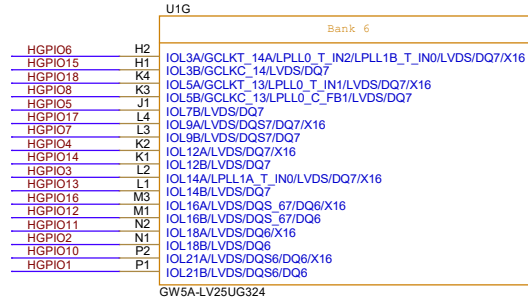 U1G
Bank 6
HGPIO6 H2 IOL3A/GCLKT_14A/LPLL0_T_IN2/LPLL1B_T_IN0/LVDS/DQ7/X16
HGPIO15 H1 IOL3B/GCLKC_14/LVDS/DQ7
HGPIO18 K4 IOL5A/GCLKT_13/LPLL0_T_IN1/LVDS/DQ7/X16
HGPIO8 K3 IOL5B/GCLKC_13/LPLL0_C_FB1/LVDS/DQ7
HGPIO5 J1 IOL7B/LVDS/DQ7
HGPIO17 L4 IOL9A/LVDS/DQS7/DQ7/X16
HGPIO7 L3 IOL9B/LVDS/DQS7/DQ7
HGPIO4 K2 IOL12A/LVDS/DQ7/X16
HGPIO14 K1 IOL12B/LVDS/DQ7
HGPIO3 L2 IOL14A/LPLL1A_T_IN0/LVDS/DQ7/X16
HGPIO13 L1 IOL14B/LVDS/DQ7
HGPIO16 M3 IOL16A/LVDS/DQS_67/DQ6/X16
HGPIO12 M1 IOL16B/LVDS/DQS_67/DQ6
HGPIO11 N2 IOL18A/LVDS/DQ6/X16
HGPIO2 N1 IOL18B/LVDS/DQ6
HGPIO10 P2 IOL21A/LVDS/DQS6/DQ6/X16
HGPIO1 P1 IOL21B/LVDS/DQS6/DQ6
GW5A-LV25UG324